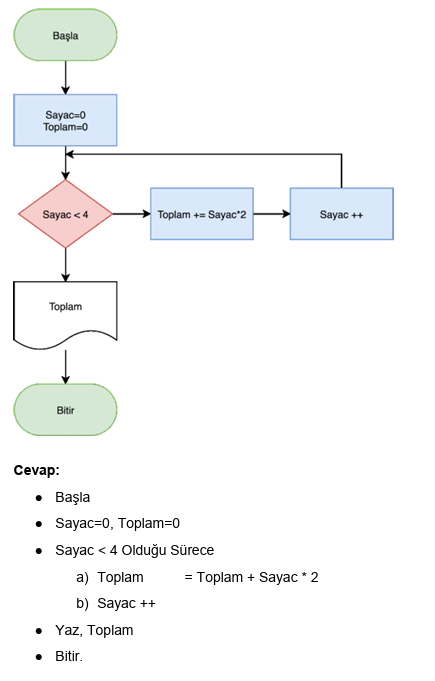 Başla
Sayac=0
Toplam=0
Sayac < 4
Toplam += Sayac*2
Sayac ++
Toplam
Bitir
Cevap:
● Başla
● Sayac=0, Toplam=0
● Sayac < 4 Olduğu Sürece
a) Toplam = Toplam + Sayac * 2
b) Sayac ++
● Yaz, Toplam
● Bitir.